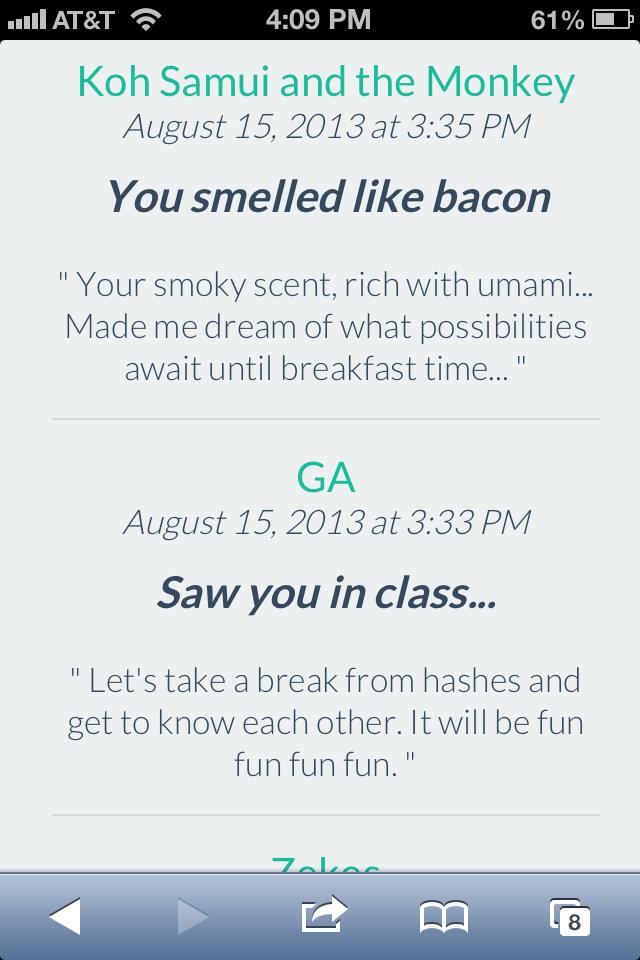 AT&T 4:09 PM 61%
Koh Samui and the Monkey
August 15, 2013 at 3:35 PM
You smelled like bacon
" Your smoky scent, rich with umami...
Made me dream of what possibilities
await until breakfast time... "
GA
August 15, 2013 at 3:33 PM
Saw you in class...
" Let's take a break from hashes and
get to know each other. It will be fun
fun fun fun. "
Zokos
8